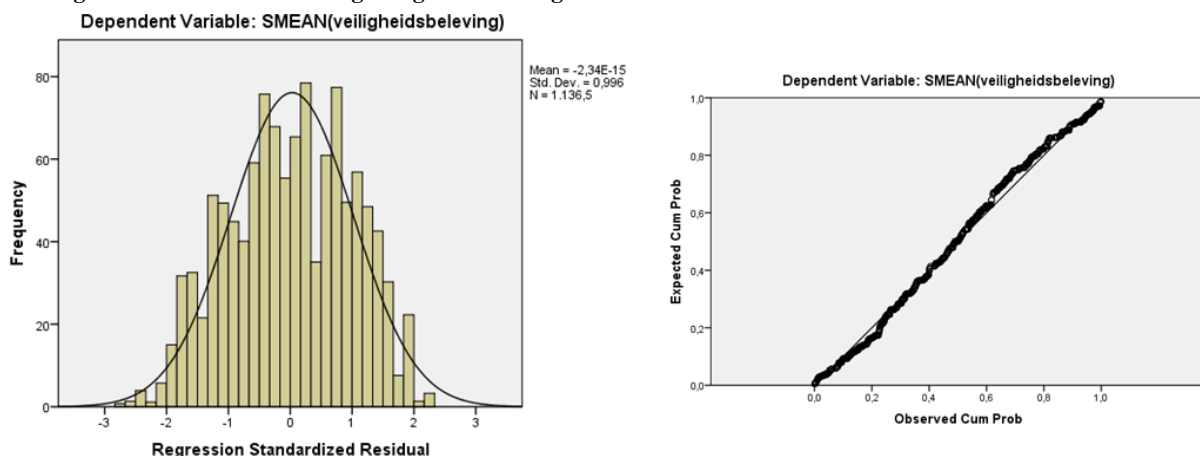 Dependent Variable: SMEAN(veiligheidsbeleving)
Mean = -2,34E-15
Std. Dev. = 0,996
N = 1.136,5
Frequency
80
60
40
20
0
-3 -2 -1 0 1 2 3
Regression Standardized Residual
Dependent Variable: SMEAN(veiligheidsbeleving)
Expected Cum Prob
1,0
0,8
0,6
0,4
0,2
0,0
0,0 0,2 0,4 0,6 0,8 1,0
Observed Cum Prob